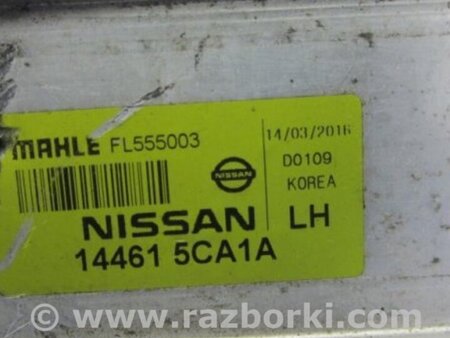 MAHLE FL555003
14/03/2016
D0109
KOREA
NISSAN LH
14461 5CA1A
www.razborki.com